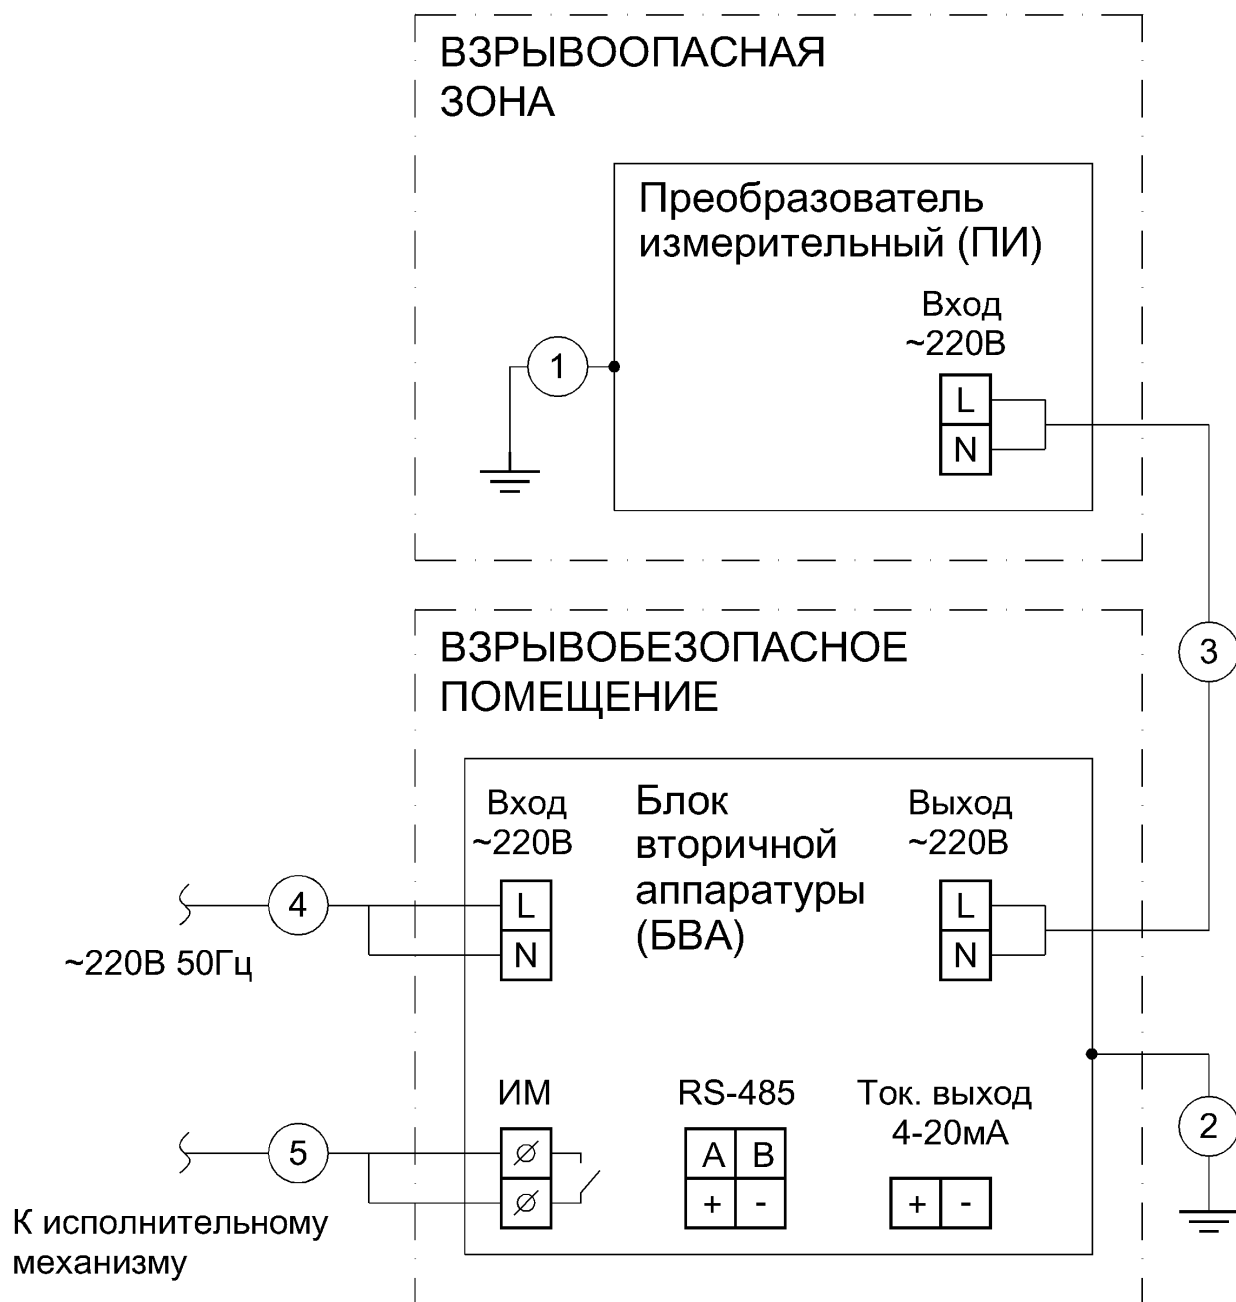 ВЗРЫВООПАСНАЯ
ЗОНА
Преобразователь
измерительный (ПИ)
Вход
~220В
1
L
N
3
ВЗРЫВОБЕЗОПАСНОЕ
ПОМЕЩЕНИЕ
Вход
~220В
Блок
вторичной
аппаратуры
(БВА)
Выход
~220В
4
L
N
L
N
~220В 50Гц
ИМ
RS-485
Ток. выход
4-20мА
2
5
A B
+ -
+ -
К исполнительному
механизму